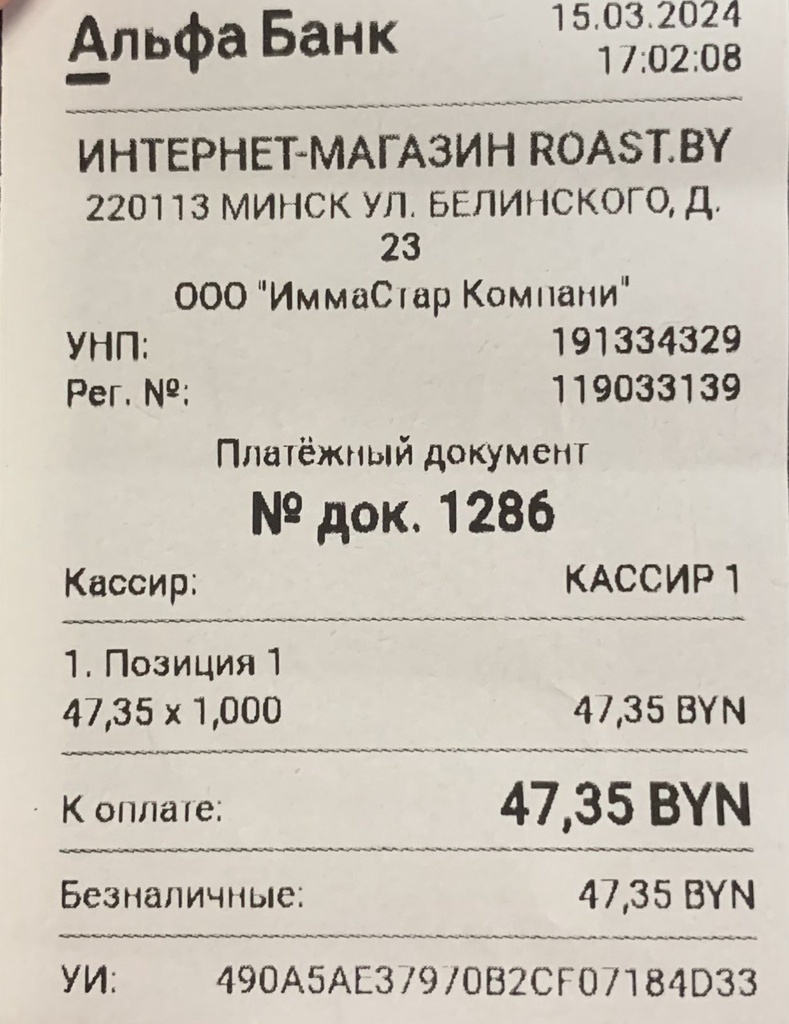 Альфа Банк
15.03.2024
17:02:08
ИНТЕРНЕТ-МАГАЗИН ROAST.BY
220113 МИНСК УЛ. БЕЛИНСКОГО, Д.
23
ООО "ИммаСтар Компани"
УНП: 191334329
Рег. №: 119033139
Платёжный документ
№ док. 1286
Кассир: КАССИР 1
1. Позиция 1
47,35 x 1,000 47,35 BYN
К оплате: 47,35 BYN
Безналичные: 47,35 BYN
УИ: 490A5AE37970B2CF07184D33